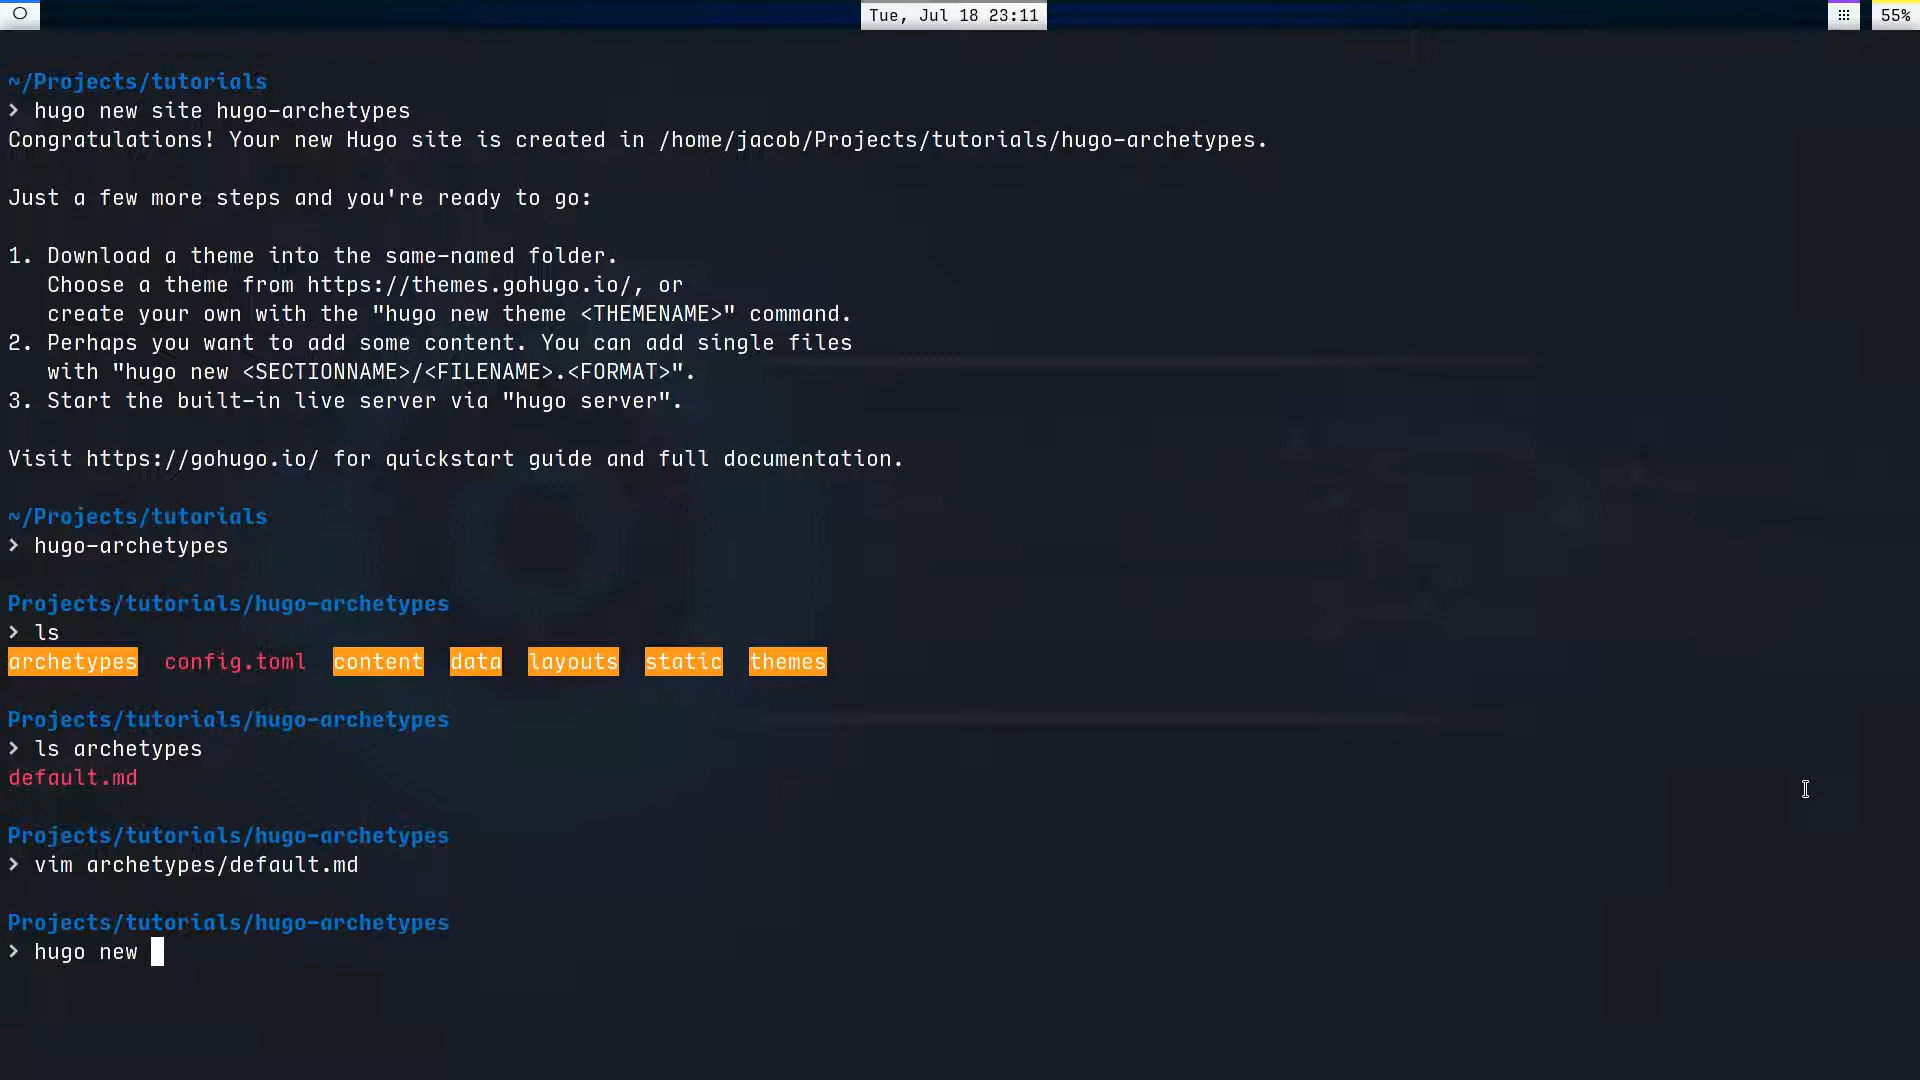 Tue, Jul 18 23:11
55%
~/Projects/tutorials
> hugo new site hugo-archetypes
Congratulations! Your new Hugo site is created in /home/jacob/Projects/tutorials/hugo-archetypes.
Just a few more steps and you're ready to go:
1. Download a theme into the same-named folder.
Choose a theme from https://themes.gohugo.io/, or
create your own with the "hugo new theme <THEMENAME>" command.
2. Perhaps you want to add some content. You can add single files
with "hugo new <SECTIONNAME>/<FILENAME>.<FORMAT>".
3. Start the built-in live server via "hugo server".
Visit https://gohugo.io/ for quickstart guide and full documentation.
~/Projects/tutorials
> hugo-archetypes
Projects/tutorials/hugo-archetypes
> ls
archetypes config.toml content data layouts static themes
Projects/tutorials/hugo-archetypes
> ls archetypes
default.md
Projects/tutorials/hugo-archetypes
> vim archetypes/default.md
Projects/tutorials/hugo-archetypes
> hugo new